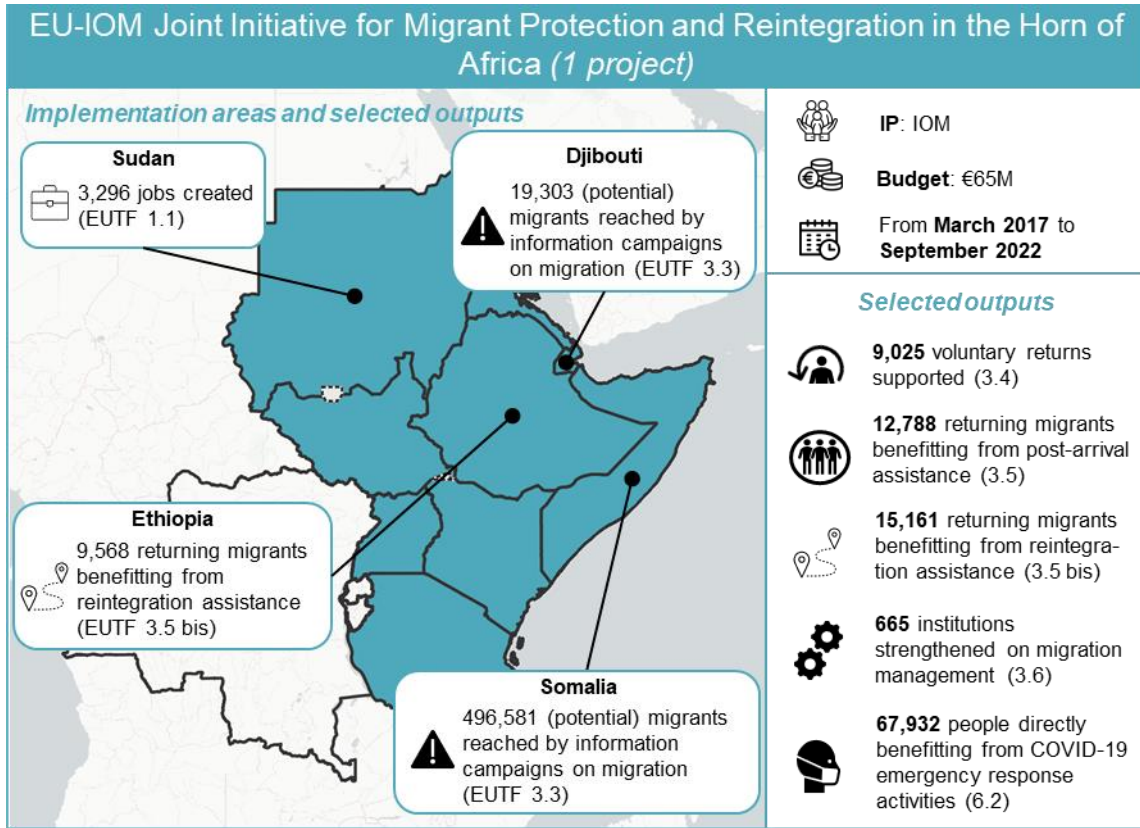 EU-IOM Joint Initiative for Migrant Protection and Reintegration in the Horn of
Africa (1 project)
Implementation areas and selected outputs
Sudan
3,296 jobs created
(EUTF 1.1)
Djibouti
19,303 (potential)
migrants reached by
information campaigns
on migration (EUTF 3.3)
Ethiopia
9,568 returning migrants
benefitting from
reintegration assistance
(EUTF 3.5 bis)
Somalia
496,581 (potential) migrants
reached by information
campaigns on migration
(EUTF 3.3)
IP: IOM
Budget: €65M
From March 2017 to
September 2022
Selected outputs
9,025 voluntary returns
supported (3.4)
12,788 returning migrants
benefitting from post-arrival
assistance (3.5)
15,161 returning migrants
benefitting from reintegra-
tion assistance (3.5 bis)
665 institutions
strengthened on migration
management (3.6)
67,932 people directly
benefitting from COVID-19
emergency response
activities (6.2)